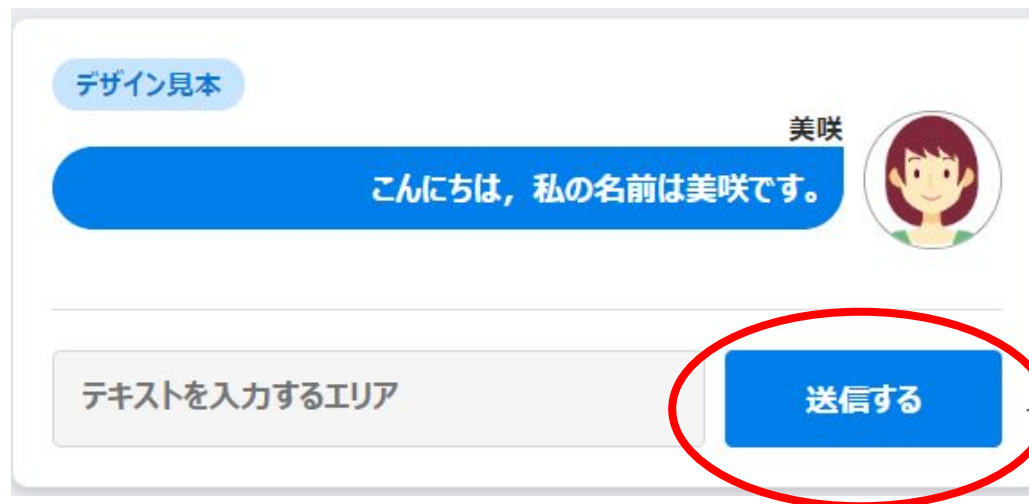 デザイン見本
美咲
こんにちは，私の名前は美咲です。
テキストを入力するエリア
送信する